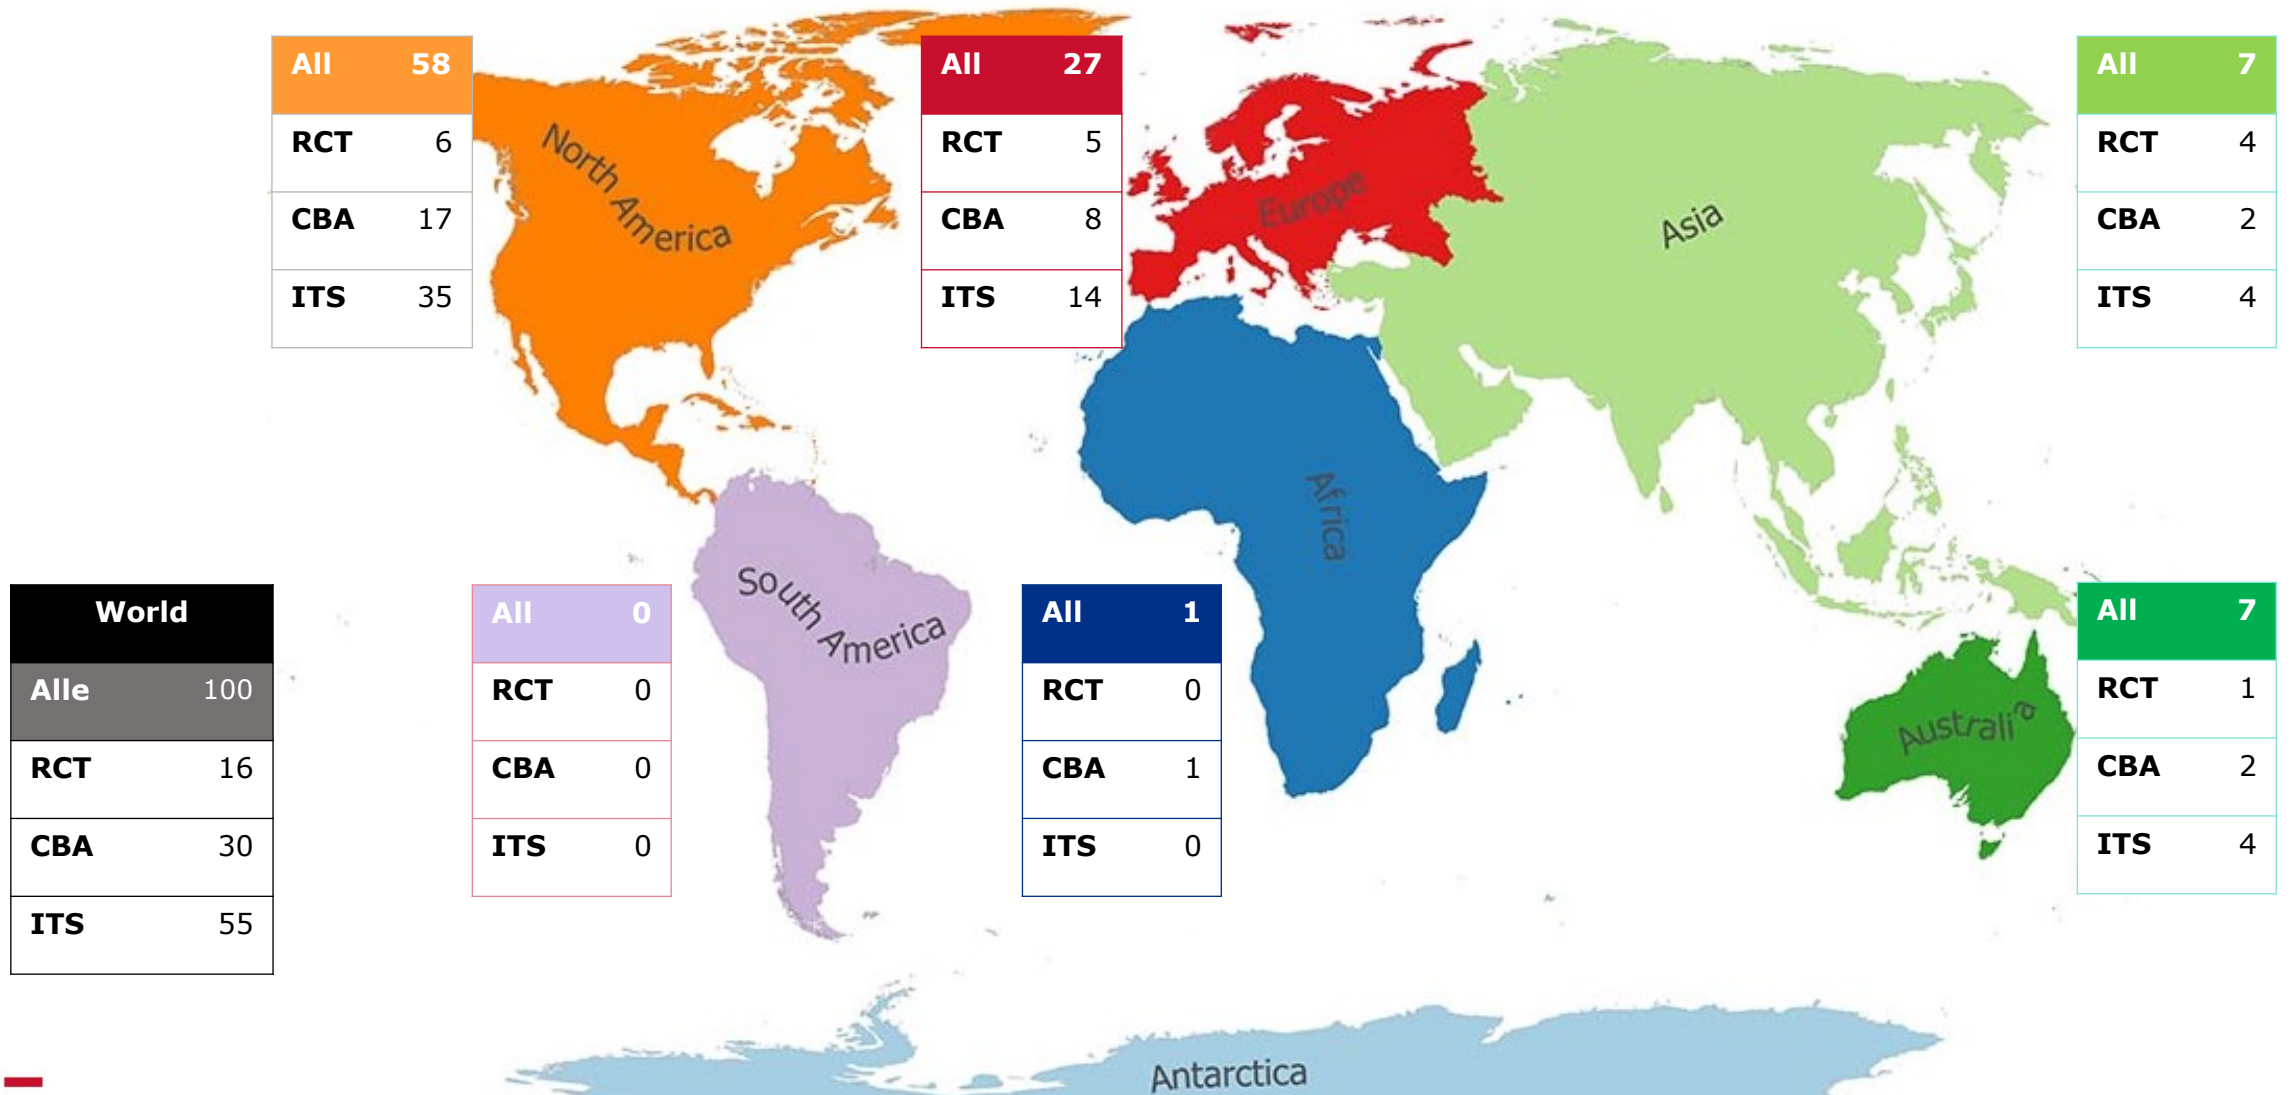 All 58
RCT 6
CBA 17
ITS 35
North America
All 27
RCT 5
CBA 8
ITS 14
Europe
Asia
All 7
RCT 4
CBA 2
ITS 4
Africa
World
Alle 100
RCT 16
CBA 30
ITS 55
All 0
RCT 0
CBA 0
ITS 0
South America
All 1
RCT 0
CBA 1
ITS 0
Australia
All 7
RCT 1
CBA 2
ITS 4
Antarctica